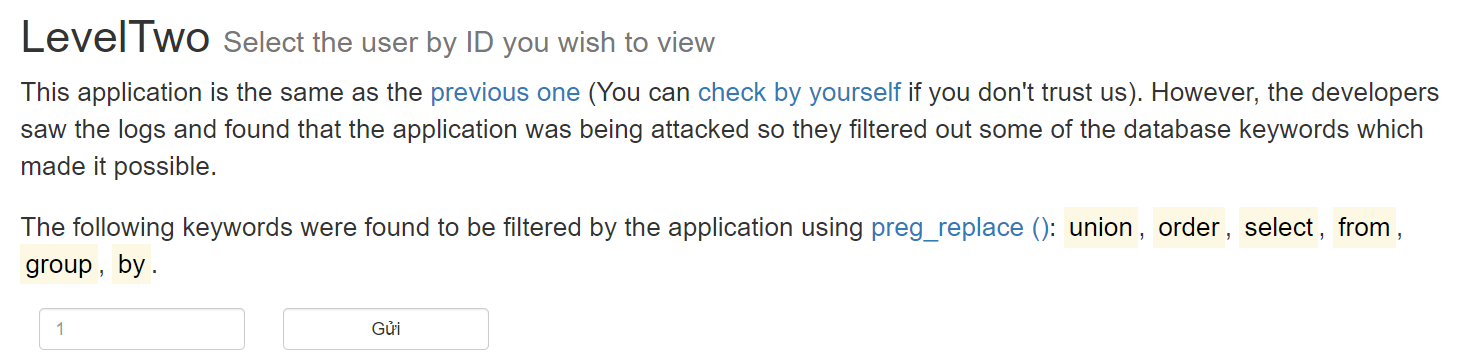 LevelTwo Select the user by ID you wish to view
This application is the same as the previous one (You can check by yourself if you don't trust us). However, the developers
saw the logs and found that the application was being attacked so they filtered out some of the database keywords which
made it possible.
The following keywords were found to be filtered by the application using preg_replace (): union, order, select, from,
group, by.
1 Gửi